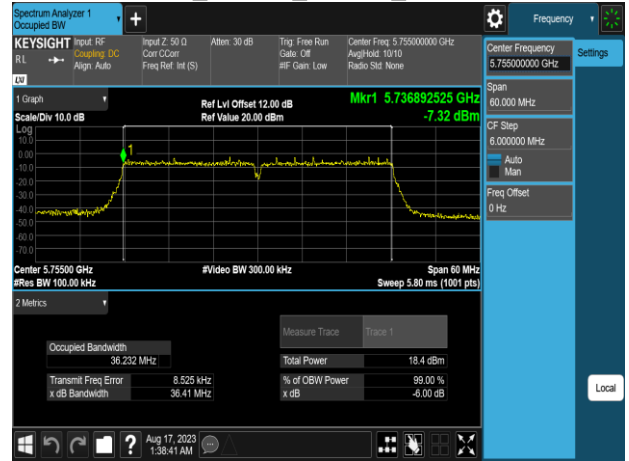 Spectrum Analyzer 1
Occupied BW
Frequency
KEYSIGHT
RL
LXI
Input: RF
Coupling: DC
Align: Auto
Input Z: 50 Ω
Corr CCorr
Freq Ref: Int (S)
Atten: 30 dB
Trig: Free Run
Gate: Off
#IF Gain: Low
Center Freq: 5.755000000 GHz
Avg|Hold: 10/10
Radio Std: None
Center Frequency
5.755000000 GHz
Settings
Span
60.000 MHz
CF Step
6.000000 MHz
Auto
Man
Freq Offset
0 Hz
Local
1 Graph
Scale/Div 10.0 dB
Ref Lvl Offset 12.00 dB
Ref Value 20.00 dBm
Mkr1 5.736892525 GHz
-7.32 dBm
Log
10.0
0.00
-10.0
-20.0
-30.0
-40.0
-50.0
-60.0
-70.0
1
Center 5.75500 GHz
#Res BW 100.00 kHz
#Video BW 300.00 kHz
Span 60 MHz
Sweep 5.80 ms (1001 pts)
2 Metrics
Measure Trace
Trace 1
Occupied Bandwidth
36.232 MHz
Total Power
18.4 dBm
Transmit Freq Error
8.525 kHz
% of OBW Power
99.00 %
x dB Bandwidth
36.41 MHz
x dB
-6.00 dB
?
Aug 17, 2023
1:38:41 AM